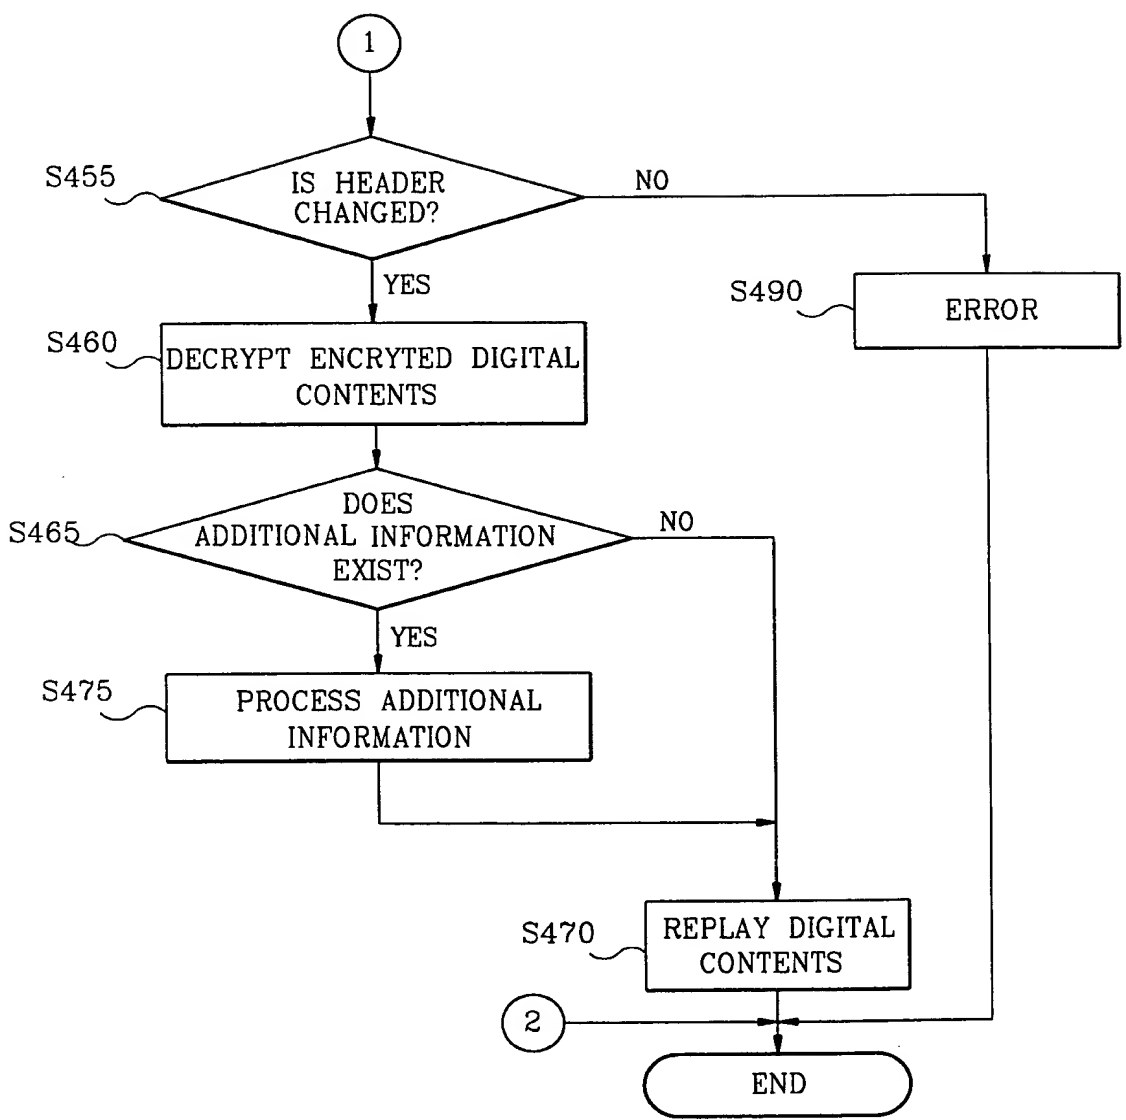 1
S455
IS HEADER
CHANGED?
NO
YES
S490
ERROR
S460
DECRYPT ENCRYTED DIGITAL
CONTENTS
S465
DOES
ADDITIONAL INFORMATION
EXIST?
NO
YES
S475
PROCESS ADDITIONAL
INFORMATION
S470
REPLAY DIGITAL
CONTENTS
2
END